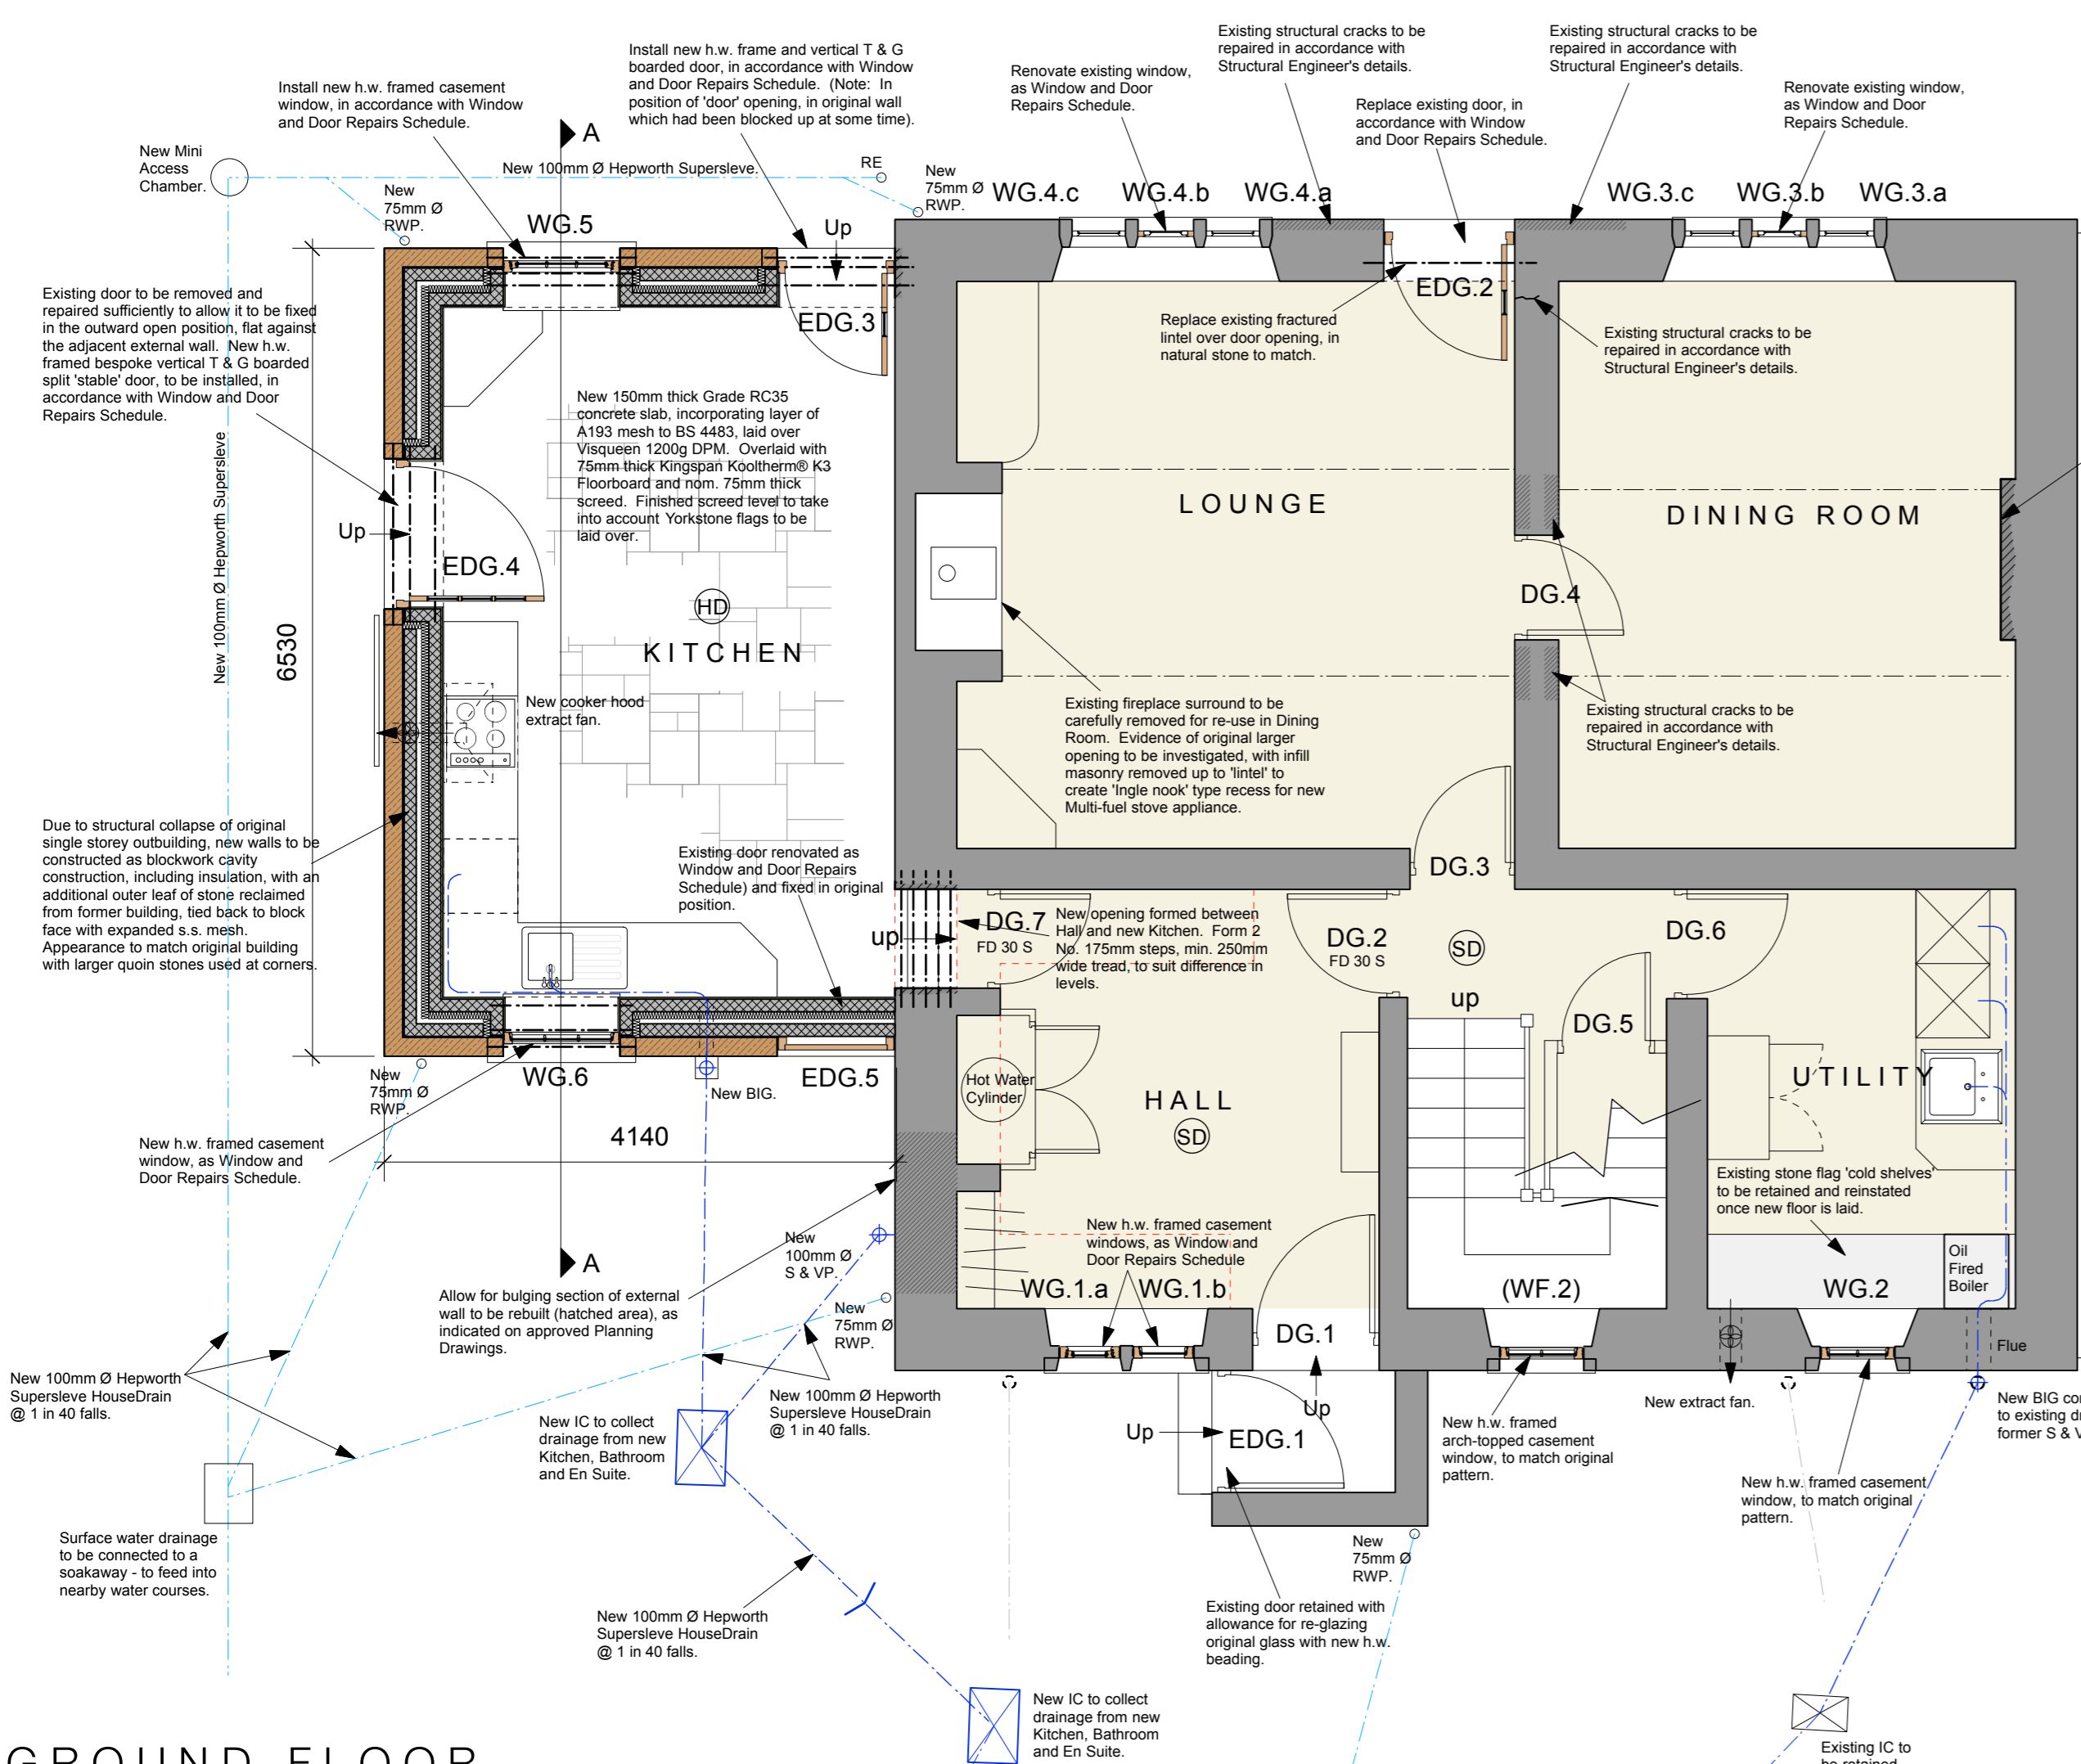 Existing structural cracks to be
repaired in accordance with
Structural Engineer's details.
Existing structural cracks to be
repaired in accordance with
Structural Engineer's details.
Install new h.w. frame and vertical T & G
boarded door, in accordance with Window
and Door Repairs Schedule. (Note: In
position of 'door' opening, in original wall
which had been blocked up at some time).
Renovate existing window,
as Window and Door
Repairs Schedule.
Install new h.w. framed casement
window, in accordance with Window
and Door Repairs Schedule.
Replace existing door, in
accordance with Window
and Door Repairs Schedule.
Renovate existing window,
as Window and Door
Repairs Schedule.
A
New Mini
Access
Chamber.
New 100mm Ø Hepworth Supersleve.
RE
New
75mm Ø
RWP.
New
75mm Ø
RWP.
WG.4.c
WG.4.b
WG.4.a
WG.3.c
WG.3.b
WG.3.a
WG.5
Up
EDG.3
EDG.2
Existing door to be removed and
repaired sufficiently to allow it to be fixed
in the outward open position, flat against
the adjacent external wall. New h.w.
framed bespoke vertical T & G boarded
split 'stable' door, to be installed, in
accordance with Window and Door
Repairs Schedule.
Replace existing fractured
lintel over door opening, in
natural stone to match.
Existing structural cracks to be
repaired in accordance with
Structural Engineer's details.
New 150mm thick Grade RC35
concrete slab, incorporating layer of
A193 mesh to BS 4483, laid over
Visqueen 1200g DPM. Overlaid with
75mm thick Kingspan Kooltherm® K3
Floorboard and nom. 75mm thick
screed. Finished screed level to take
into account Yorkstone flags to be
laid over.
New 100mm Ø Hepworth Supersleve
6530
Up
EDG.4
LOUNGE
DINING ROOM
DG.4
HD
KITCHEN
New cooker hood
extract fan.
Existing fireplace surround to be
carefully removed for re-use in Dining
Room. Evidence of original larger
opening to be investigated, with infill
masonry removed up to 'lintel' to
create 'Ingle nook' type recess for new
Multi-fuel stove appliance.
Existing structural cracks to be
repaired in accordance with
Structural Engineer's details.
Due to structural collapse of original
single storey outbuilding, new walls to be
constructed as blockwork cavity
construction, including insulation, with an
additional outer leaf of stone reclaimed
from former building, tied back to block
face with expanded s.s. mesh.
Appearance to match original building
with larger quoin stones used at corners.
Existing door renovated as
Window and Door Repairs
Schedule) and fixed in original
position.
DG.3
up
DG.7
FD 30 S
New opening formed between
Hall and new Kitchen. Form 2
No. 175mm steps, min. 250mm
wide tread, to suit difference in
levels.
DG.2
FD 30 S
SD
DG.6
up
DG.5
New
75mm Ø
RWP.
WG.6
New BIG.
EDG.5
Hot Water
Cylinder
HALL
SD
UTILITY
4140
New h.w. framed casement
window, as Window and
Door Repairs Schedule.
Existing stone flag 'cold shelves'
to be retained and reinstated
once new floor is laid.
New
100mm Ø
S & VP.
New h.w. framed casement
windows, as Window and
Door Repairs Schedule
Oil
Fired
Boiler
A
Allow for bulging section of external
wall to be rebuilt (hatched area), as
indicated on approved Planning
Drawings.
WG.1.a
WG.1.b
(WF.2)
WG.2
New
75mm Ø
RWP.
DG.1
Flue
New 100mm Ø Hepworth
Supersleve HouseDrain
@ 1 in 40 falls.
New 100mm Ø Hepworth
Supersleve HouseDrain
@ 1 in 40 falls.
New IC to collect
drainage from new
Kitchen, Bathroom
and En Suite.
Up
Up
EDG.1
New h.w. framed
arch-topped casement
window, to match original
pattern.
New extract fan.
New BIG
to existing
former S &
New h.w. framed casement
window, to match original
pattern.
Surface water drainage
to be connected to a
soakaway - to feed into
nearby water courses.
New
75mm Ø
RWP.
New 100mm Ø Hepworth
Supersleve HouseDrain
@ 1 in 40 falls.
Existing door retained with
allowance for re-glazing
original glass with new h.w.
beading.
New IC to collect
drainage from new
Kitchen, Bathroom
and En Suite.
Existing IC to
be retained
GROUND FLOOR